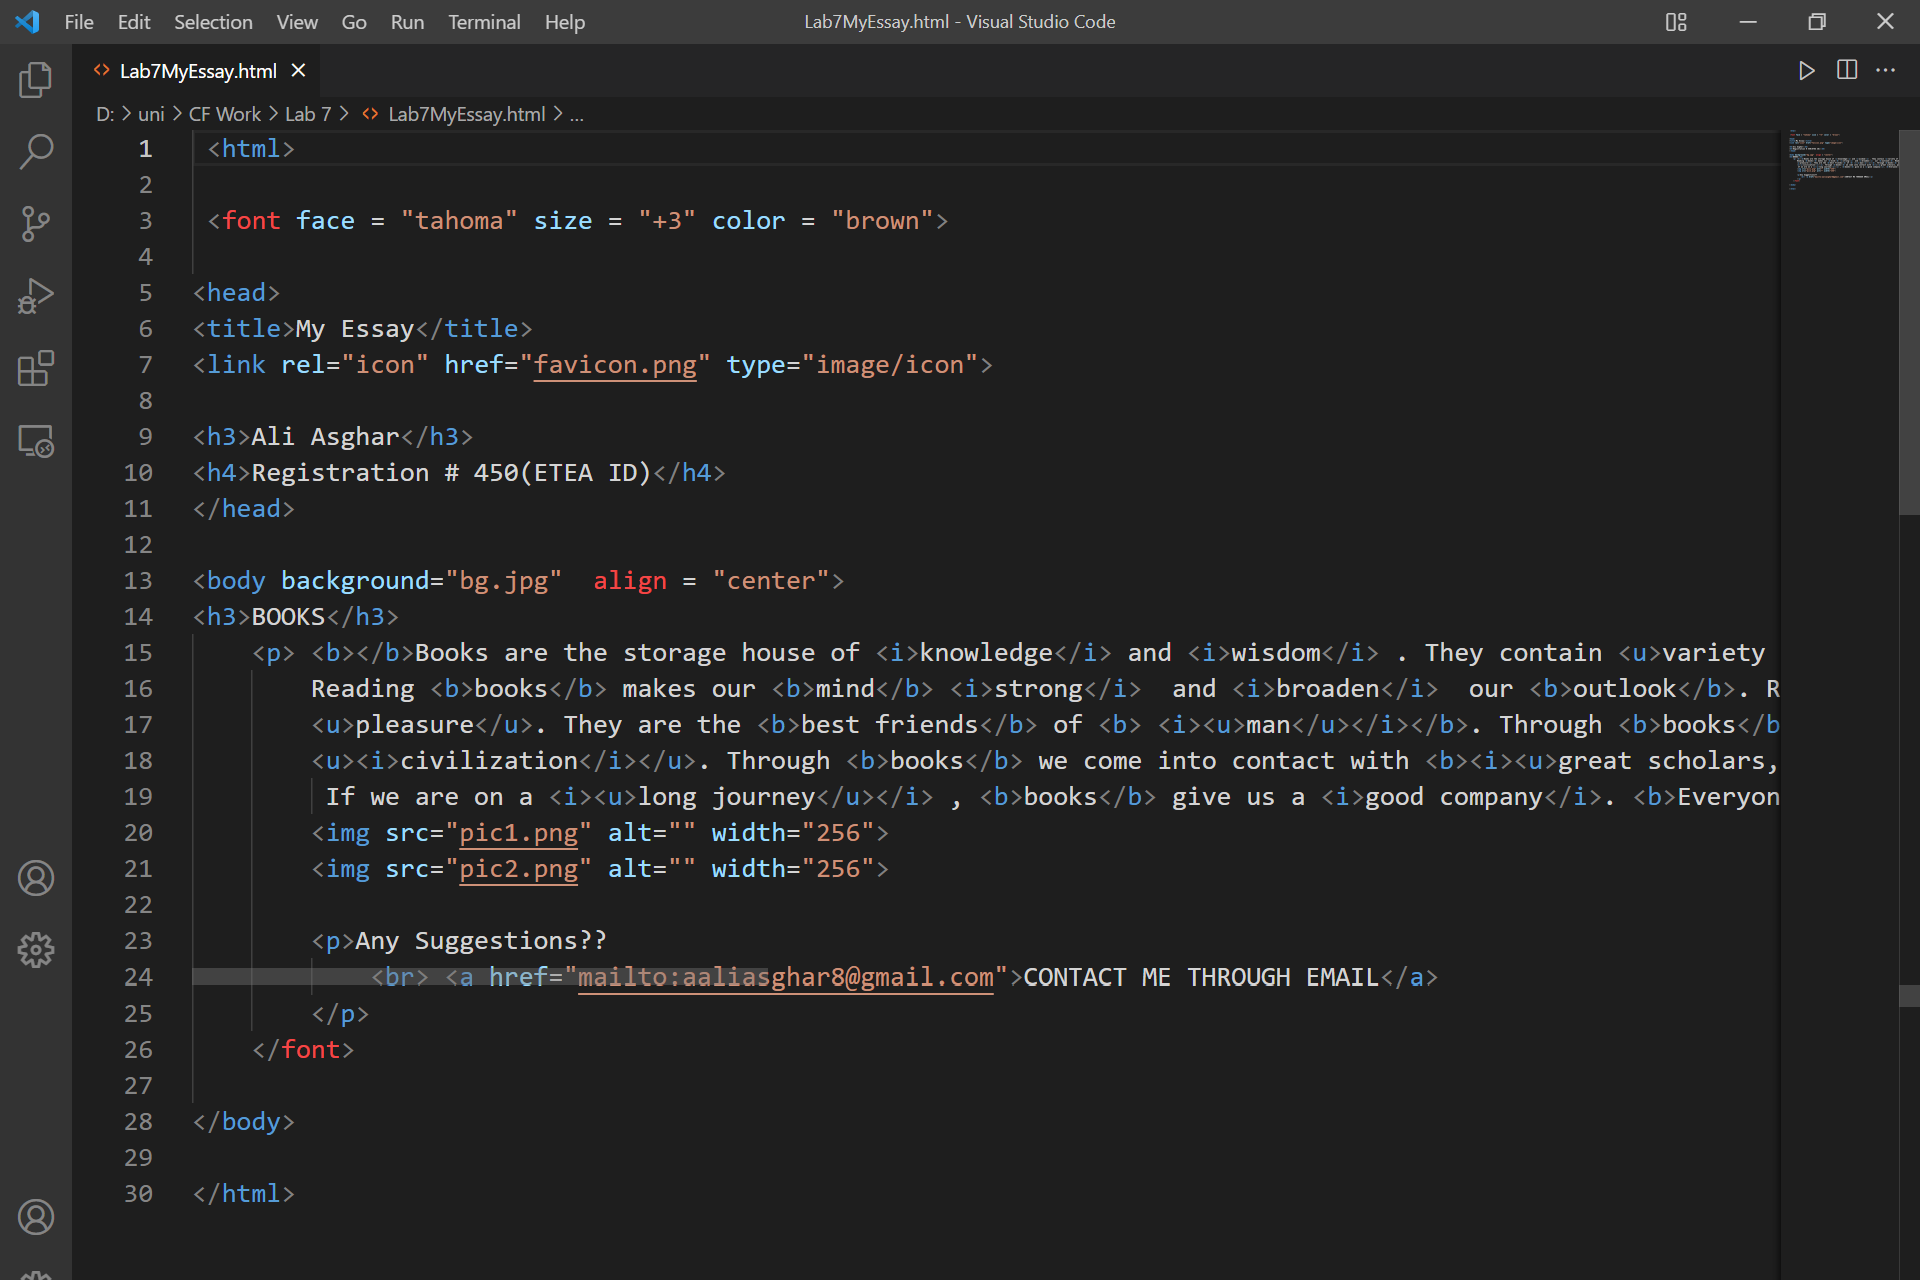 File Edit Selection View Go Run Terminal Help Lab7MyEssay.html - Visual Studio Code
Lab7MyEssay.html
D: > uni > CF Work > Lab 7 > Lab7MyEssay.html > ...
1 <html>
2
3 <font face = "tahoma" size = "+3" color = "brown">
4
5 <head>
6 <title>My Essay</title>
7 <link rel="icon" href="favicon.png" type="image/icon">
8
9 <h3>Ali Asghar</h3>
10 <h4>Registration # 450(ETEA ID)</h4>
11 </head>
12
13 <body background="bg.jpg"  align = "center">
14 <h3>BOOKS</h3>
15 <p> <b></b>Books are the storage house of <i>knowledge</i> and <i>wisdom</i> . They contain <u>variety
16 Reading <b>books</b> makes our <b>mind</b> <i>strong</i>  and <i>broaden</i>  our <b>outlook</b>. R
17 <u>pleasure</u>. They are the <b>best friends</b> of <b> <i><u>man</u></i></b>. Through <b>books</b
18 <u><i>civilization</i></u>. Through <b>books</b> we come into contact with <b><i><u>great scholars,
19 If we are on a <i><u>long journey</u></i> , <b>books</b> give us a <i>good company</i>. <b>Everyon
20 <img src="pic1.png" alt="" width="256">
21 <img src="pic2.png" alt="" width="256">
22
23 <p>Any Suggestions??
24 <br> <a href="mailto:aaliasghar8@gmail.com">CONTACT ME THROUGH EMAIL</a>
25 </p>
26 </font>
27
28 </body>
29
30 </html>